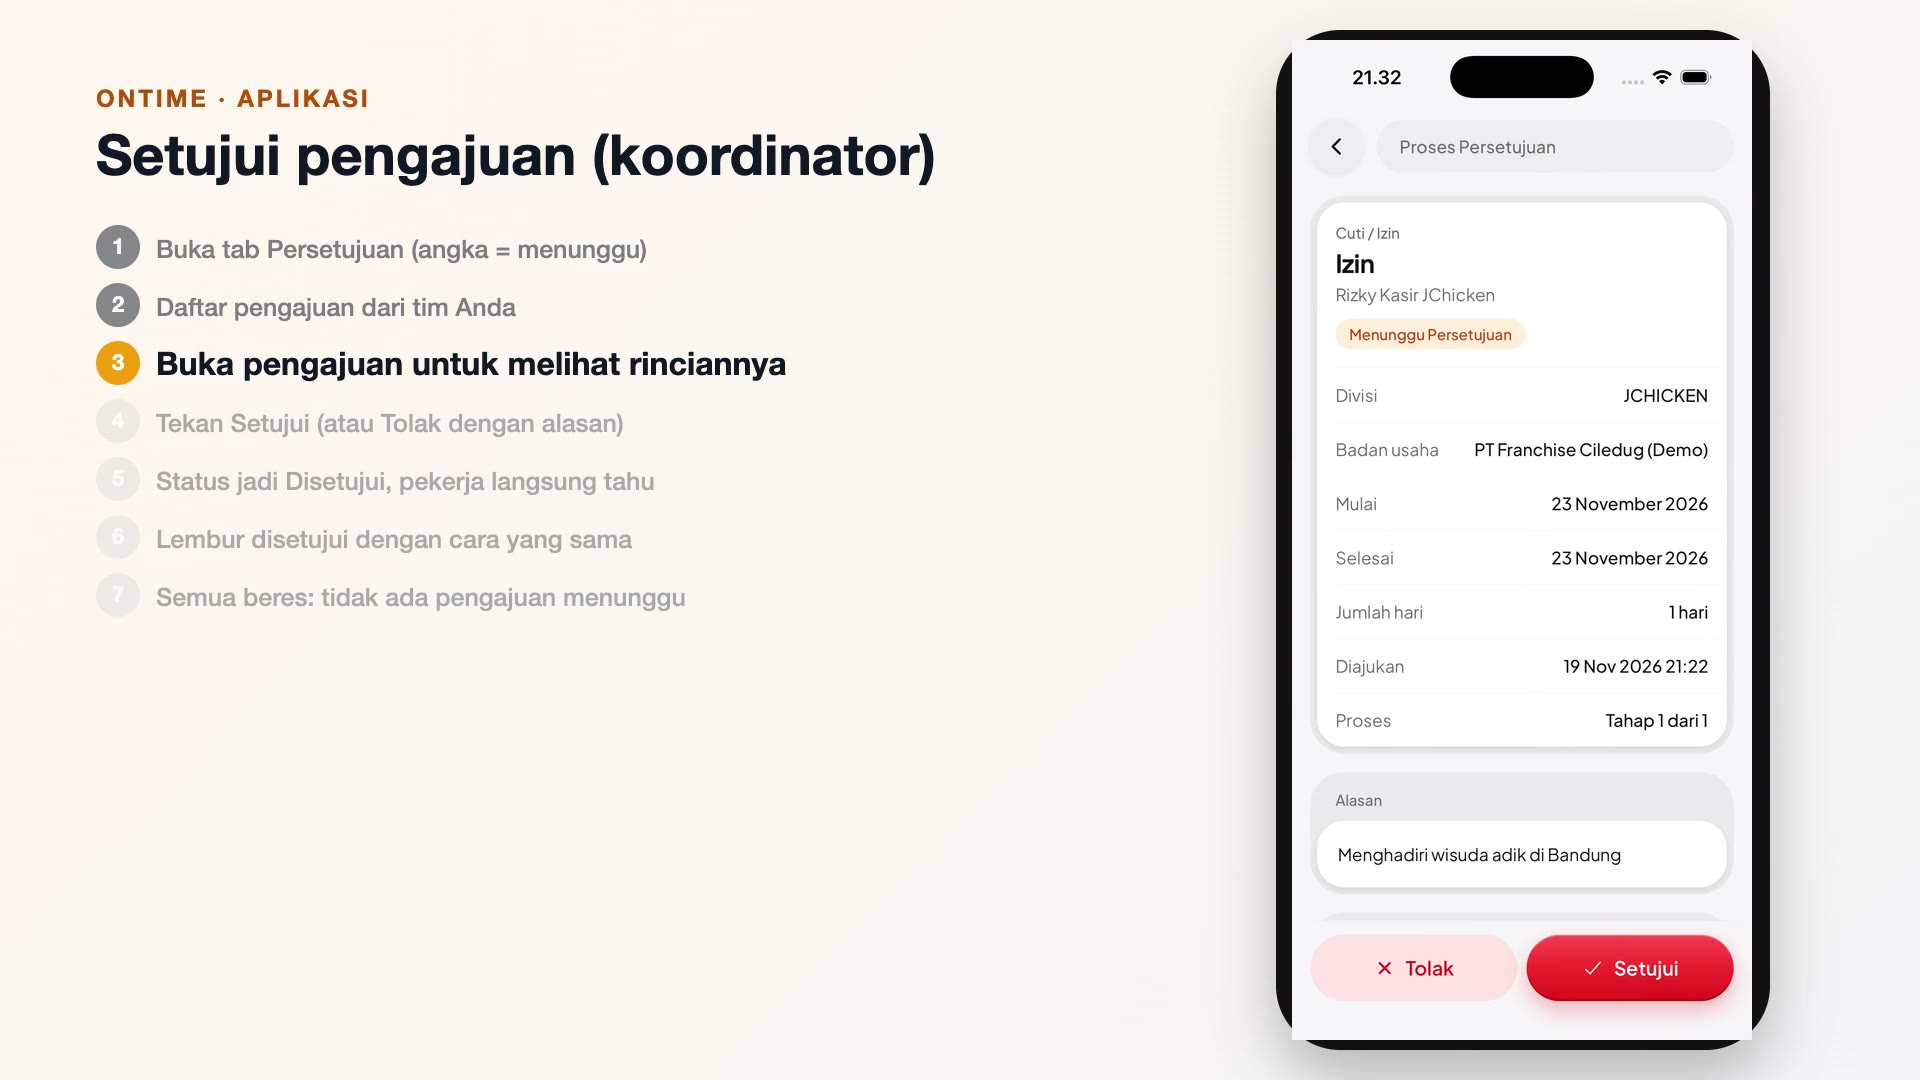 ONTIME · APLIKASI
Setujui pengajuan (koordinator)
1 Buka tab Persetujuan (angka = menunggu)
2 Daftar pengajuan dari tim Anda
3 Buka pengajuan untuk melihat rinciannya
4 Tekan Setujui (atau Tolak dengan alasan)
5 Status jadi Disetujui, pekerja langsung tahu
6 Lembur disetujui dengan cara yang sama
7 Semua beres: tidak ada pengajuan menunggu
21.32
Proses Persetujuan
Cuti / Izin
Izin
Rizky Kasir JChicken
Menunggu Persetujuan
Divisi JCHICKEN
Badan usaha PT Franchise Ciledug (Demo)
Mulai 23 November 2026
Selesai 23 November 2026
Jumlah hari 1 hari
Diajukan 19 Nov 2026 21:22
Proses Tahap 1 dari 1
Alasan
Menghadiri wisuda adik di Bandung
Tolak Setujui